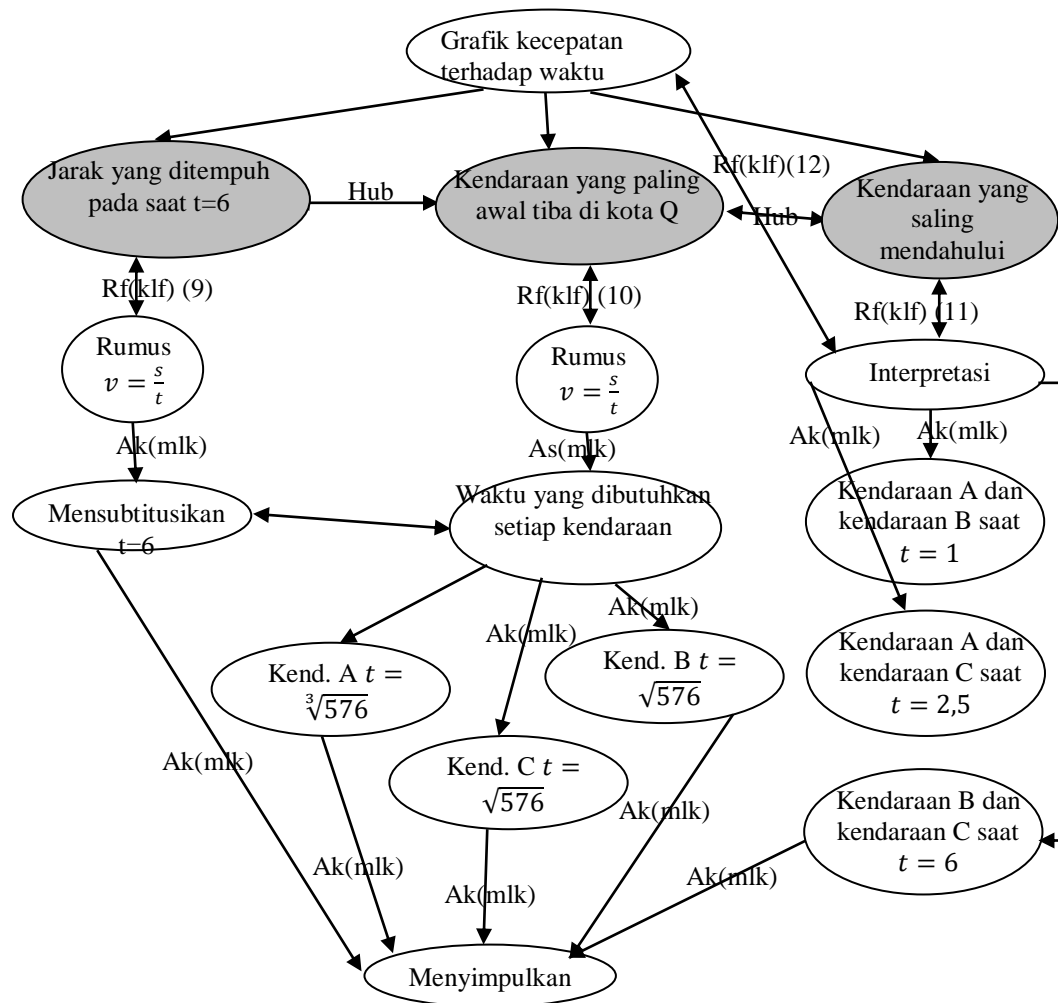 Grafik kecepatan
terhadap waktu
Jarak yang ditempuh
pada saat t=6
Hub
Kendaraan yang paling
awal tiba di kota Q
Rf(klf)(12)
Hub
Kendaraan yang
saling
mendahului
Rf(klf) (9)
Rf(klf) (10)
Rf(klf) (11)
Rumus
v = s/t
Rumus
v = s/t
Interpretasi
Ak(mlk)
As(mlk)
Ak(mlk)
Ak(mlk)
Mensubtitusikan
t=6
Waktu yang dibutuhkan
setiap kendaraan
Kendaraan A dan
kendaraan B saat
t = 1
Ak(mlk)
Ak(mlk)
Kend. A t =
∛576
Kend. B t =
√576
Kendaraan A dan
kendaraan C saat
t = 2,5
Ak(mlk)
Kend. C t =
√576
Ak(mlk)
Kendaraan B dan
kendaraan C saat
t = 6
Ak(mlk)
Ak(mlk)
Ak(mlk)
Menyimpulkan